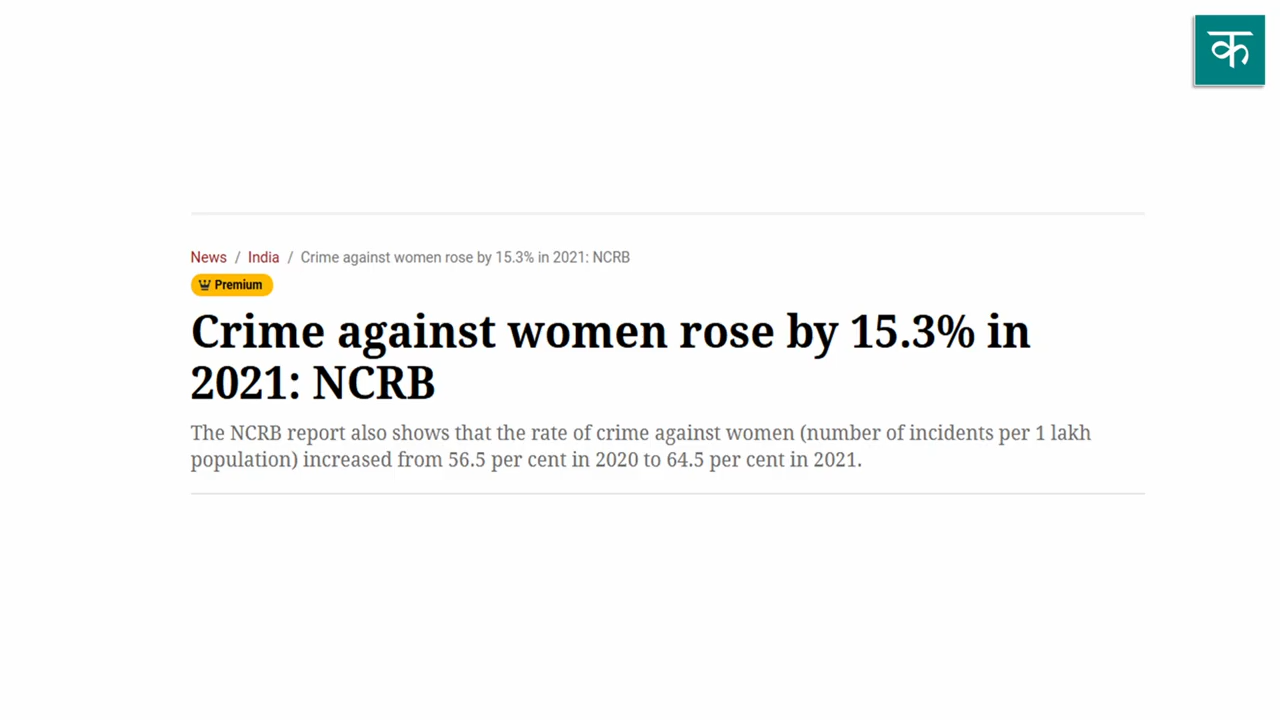 क
News / India / Crime against women rose by 15.3% in 2021: NCRB
Premium
Crime against women rose by 15.3% in
2021: NCRB
The NCRB report also shows that the rate of crime against women (number of incidents per 1 lakh
population) increased from 56.5 per cent in 2020 to 64.5 per cent in 2021.